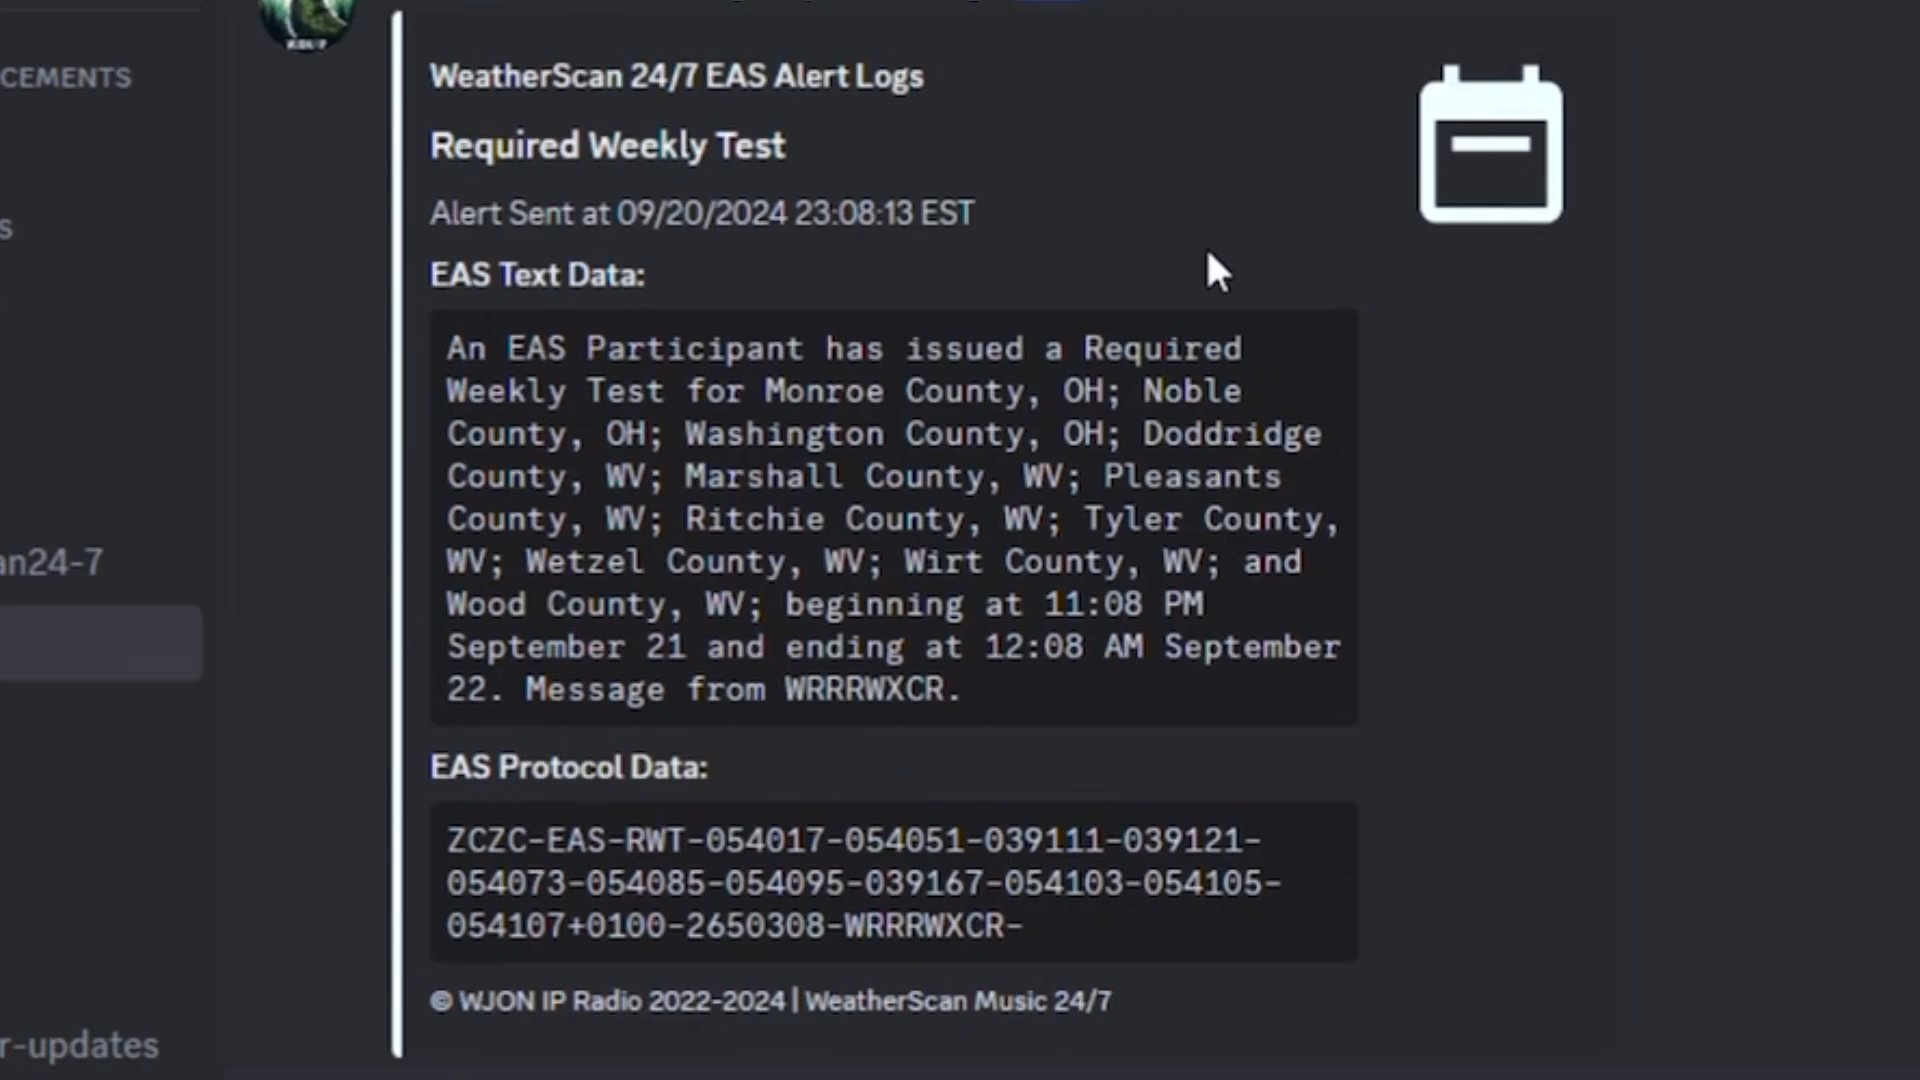 CEMENTS
WeatherScan 24/7 EAS Alert Logs
Required Weekly Test
Alert Sent at 09/20/2024 23:08:13 EST
s
EAS Text Data:
An EAS Participant has issued a Required
Weekly Test for Monroe County, OH; Noble
County, OH; Washington County, OH; Doddridge
County, WV; Marshall County, WV; Pleasants
County, WV; Ritchie County, WV; Tyler County,
WV; Wetzel County, WV; Wirt County, WV; and
an24-7
Wood County, WV; beginning at 11:08 PM
September 21 and ending at 12:08 AM September
22. Message from WRRRWXCR.
EAS Protocol Data:
ZCZC-EAS-RWT-054017-054051-039111-039121-
054073-054085-054095-039167-054103-054105-
054107+0100-2650308-WRRRWXCR-
© WJON IP Radio 2022-2024 | WeatherScan Music 24/7
r-updates